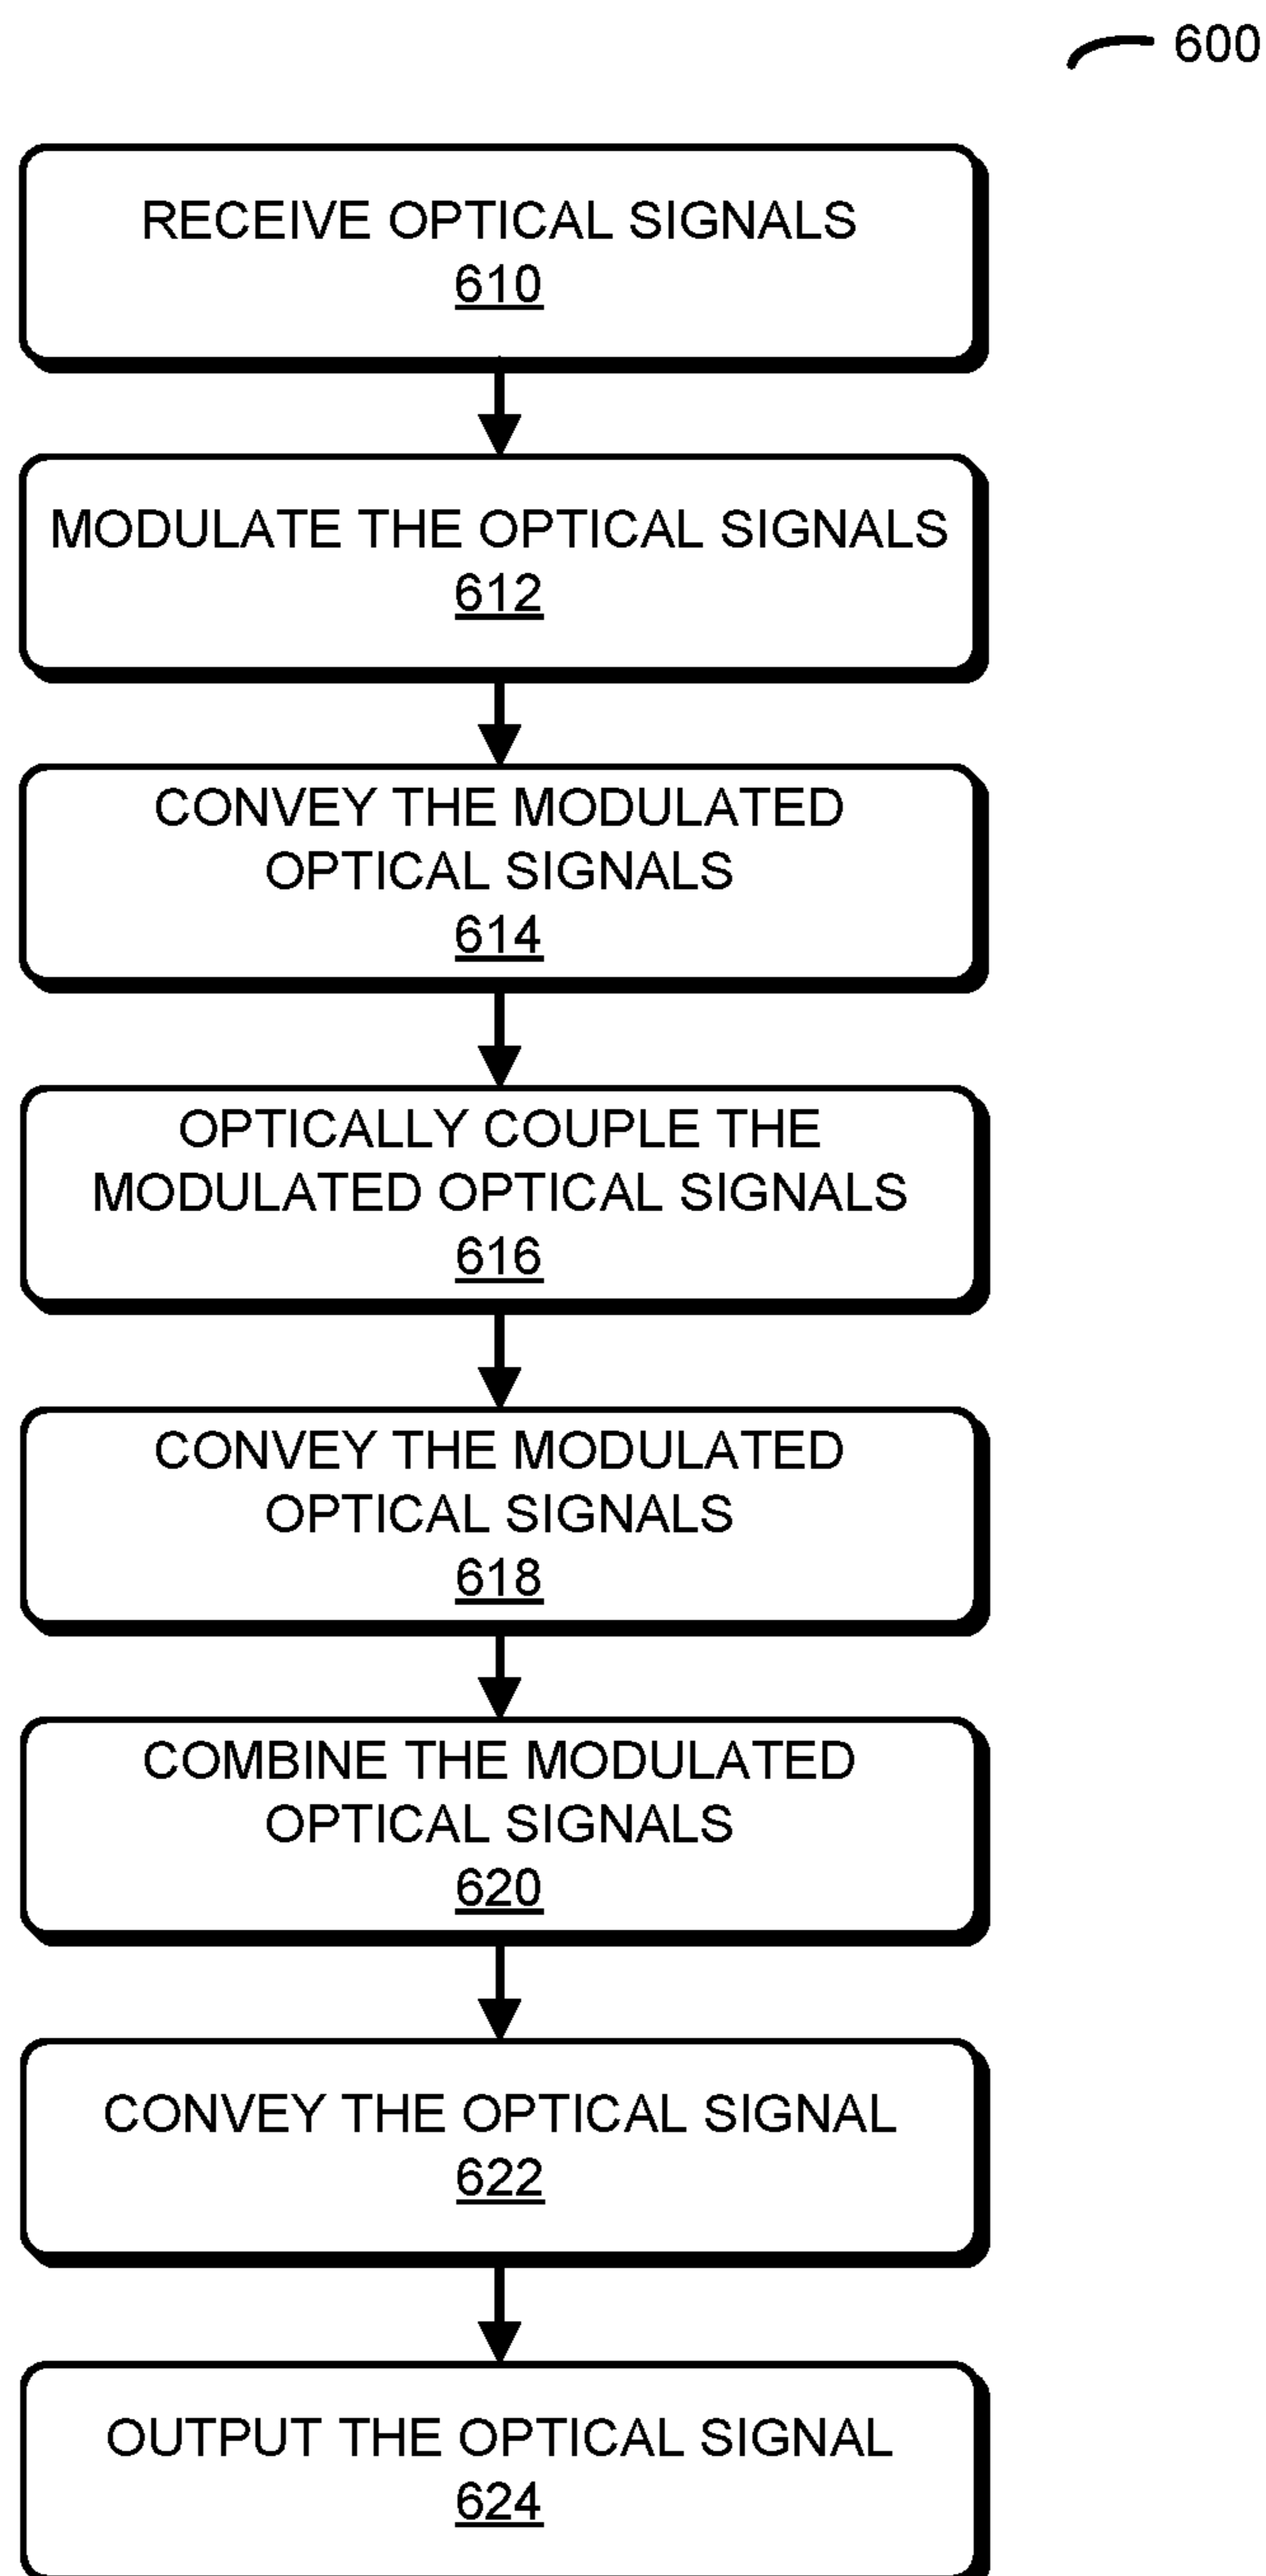 600
RECEIVE OPTICAL SIGNALS
610
MODULATE THE OPTICAL SIGNALS
612
CONVEY THE MODULATED
OPTICAL SIGNALS
614
OPTICALLY COUPLE THE
MODULATED OPTICAL SIGNALS
616
CONVEY THE MODULATED
OPTICAL SIGNALS
618
COMBINE THE MODULATED
OPTICAL SIGNALS
620
CONVEY THE OPTICAL SIGNAL
622
OUTPUT THE OPTICAL SIGNAL
624